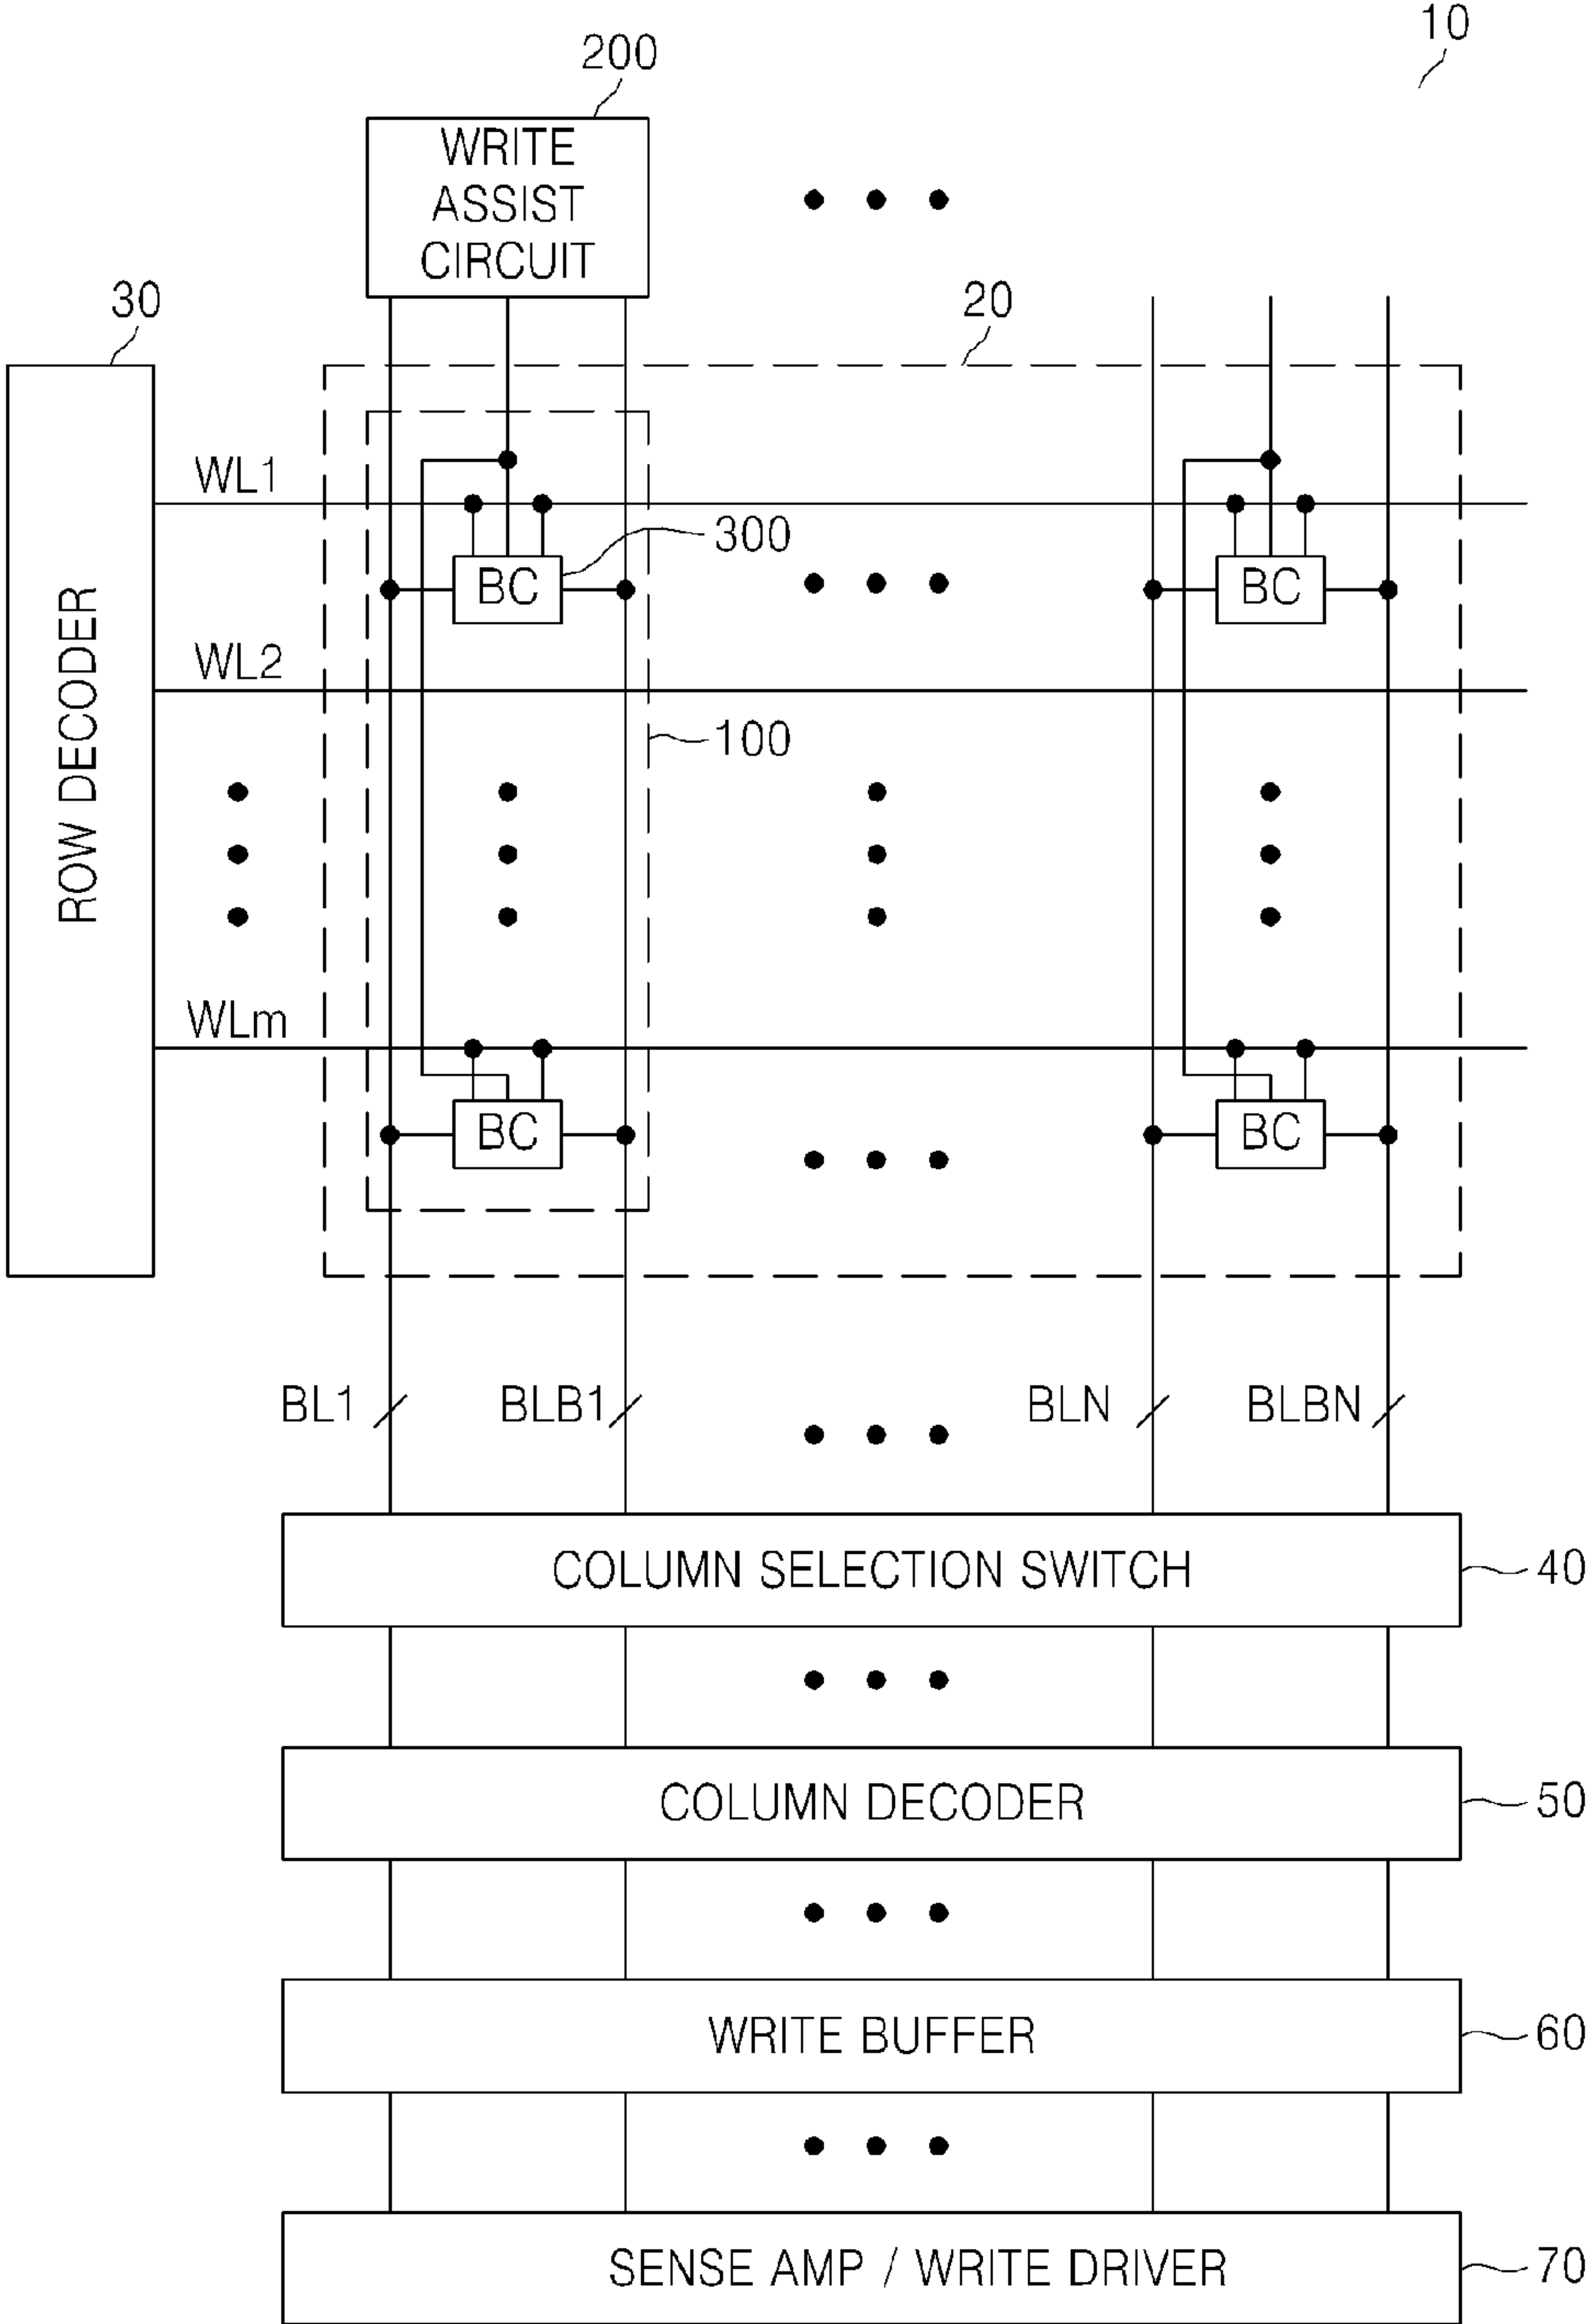 10
200
WRITE
ASSIST
CIRCUIT
30
20
WL1
300
BC
BC
ROW DECODER
WL2
100
WLm
BC
BC
BL1
BLB1
BLN
BLBN
COLUMN SELECTION SWITCH
40
COLUMN DECODER
50
WRITE BUFFER
60
SENSE AMP / WRITE DRIVER
70